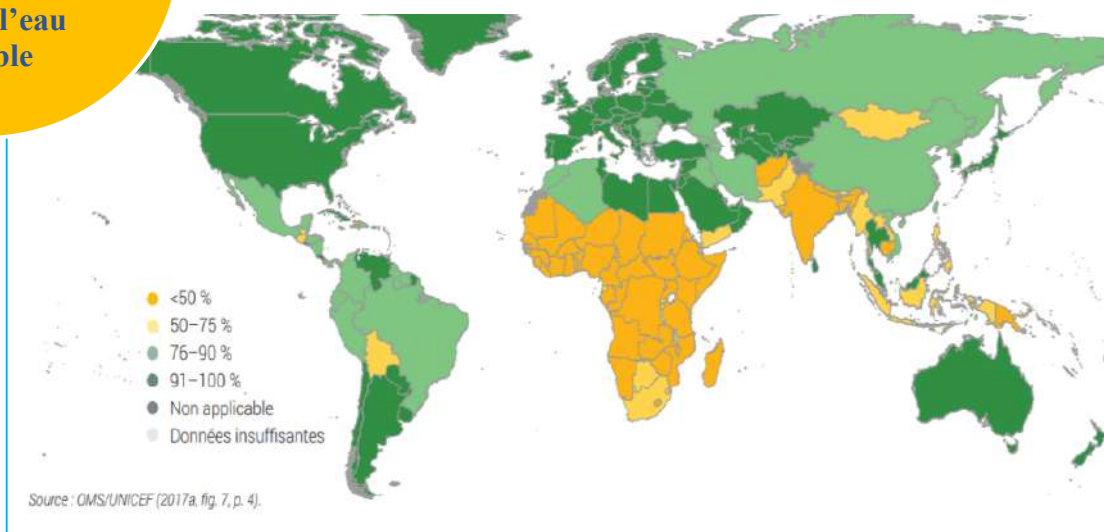 l’eau
ble
<50 %
50–75 %
76–90 %
91–100 %
Non applicable
Données insuffisantes
Source : OMS/UNICEF (2017a, fig. 7, p. 4).